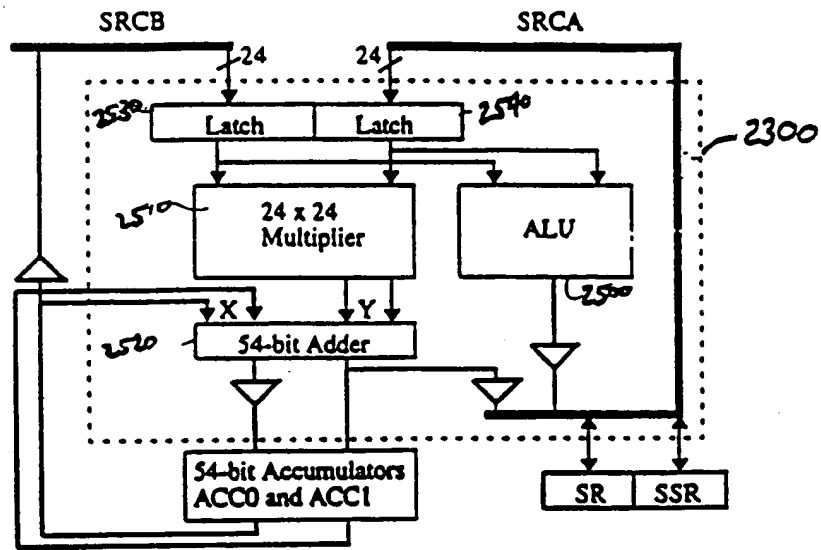 SRCB
SRCA
24
24
2530
Latch
Latch
2540
2300
2510
24 x 24
Multiplier
ALU
2500
X
Y
2520
54-bit Adder
54-bit Accumulators
ACC0 and ACC1
SR
SSR